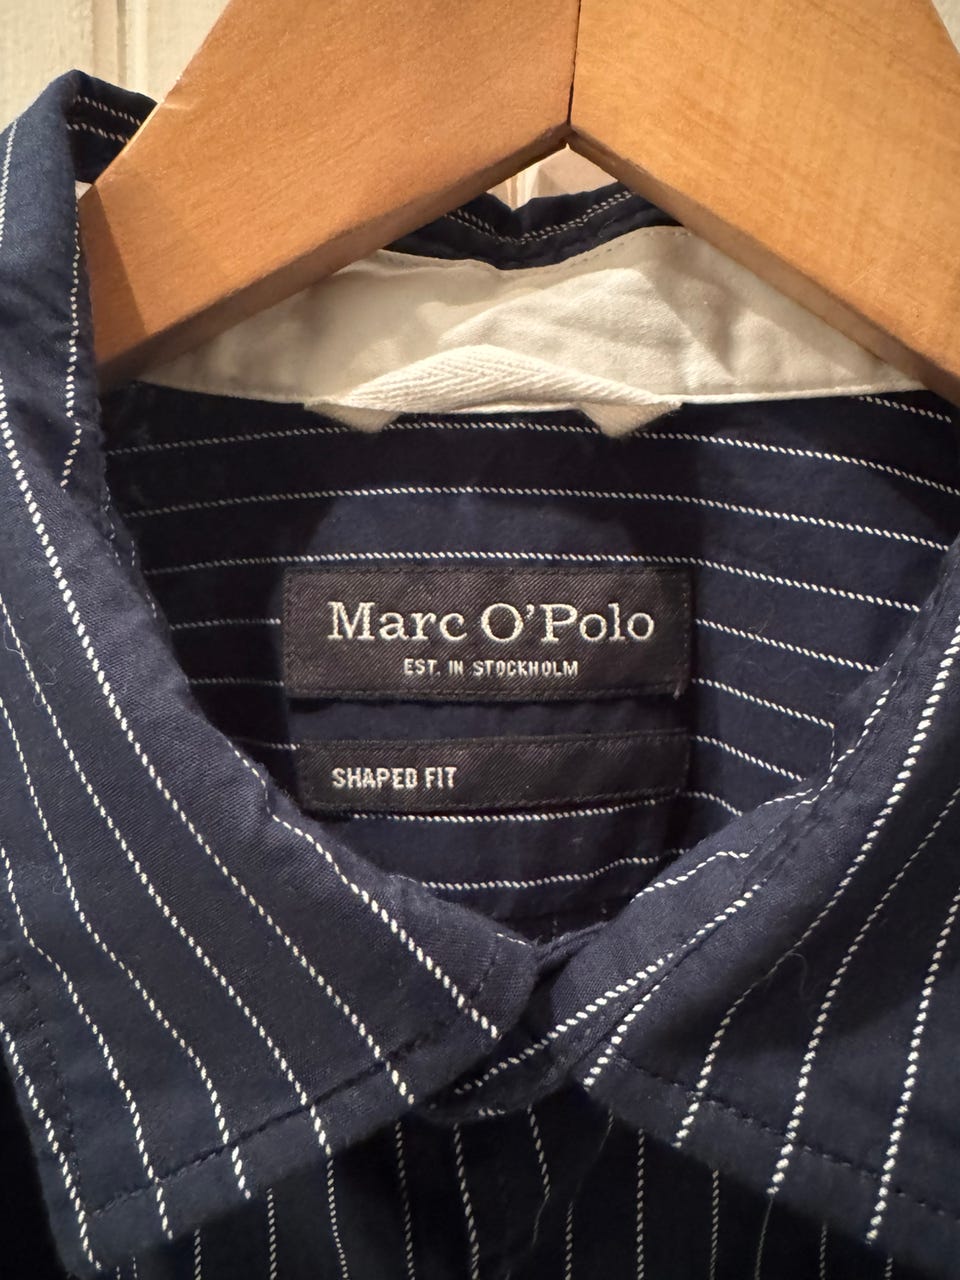 Marc O'Polo
EST. IN STOCKHOLM
SHAPED FIT